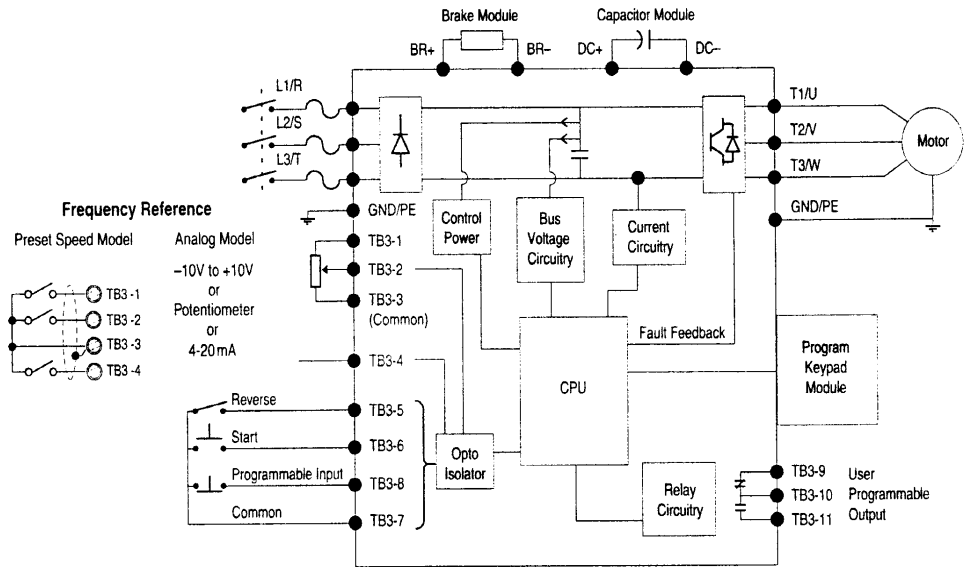 Brake Module
Capacitor Module
BR+
BR–
DC+
DC–
L1/R
L2/S
L3/T
T1/U
T2/V
T3/W
Motor
GND/PE
GND/PE
Control
Power
Bus
Voltage
Circuitry
Current
Circuitry
Frequency Reference
Preset Speed Model
TB3 -1
TB3 -2
TB3 -3
TB3 -4
Analog Model
–10V to +10V
or
Potentiometer
or
4-20mA
TB3-1
TB3-2
TB3-3
(Common)
TB3-4
Fault Feedback
CPU
Program
Keypad
Module
Reverse
TB3-5
Start
TB3-6
Programmable Input
TB3-8
Common
TB3-7
Opto
Isolator
Relay
Circuitry
TB3-9
TB3-10
TB3-11
User
Programmable
Output